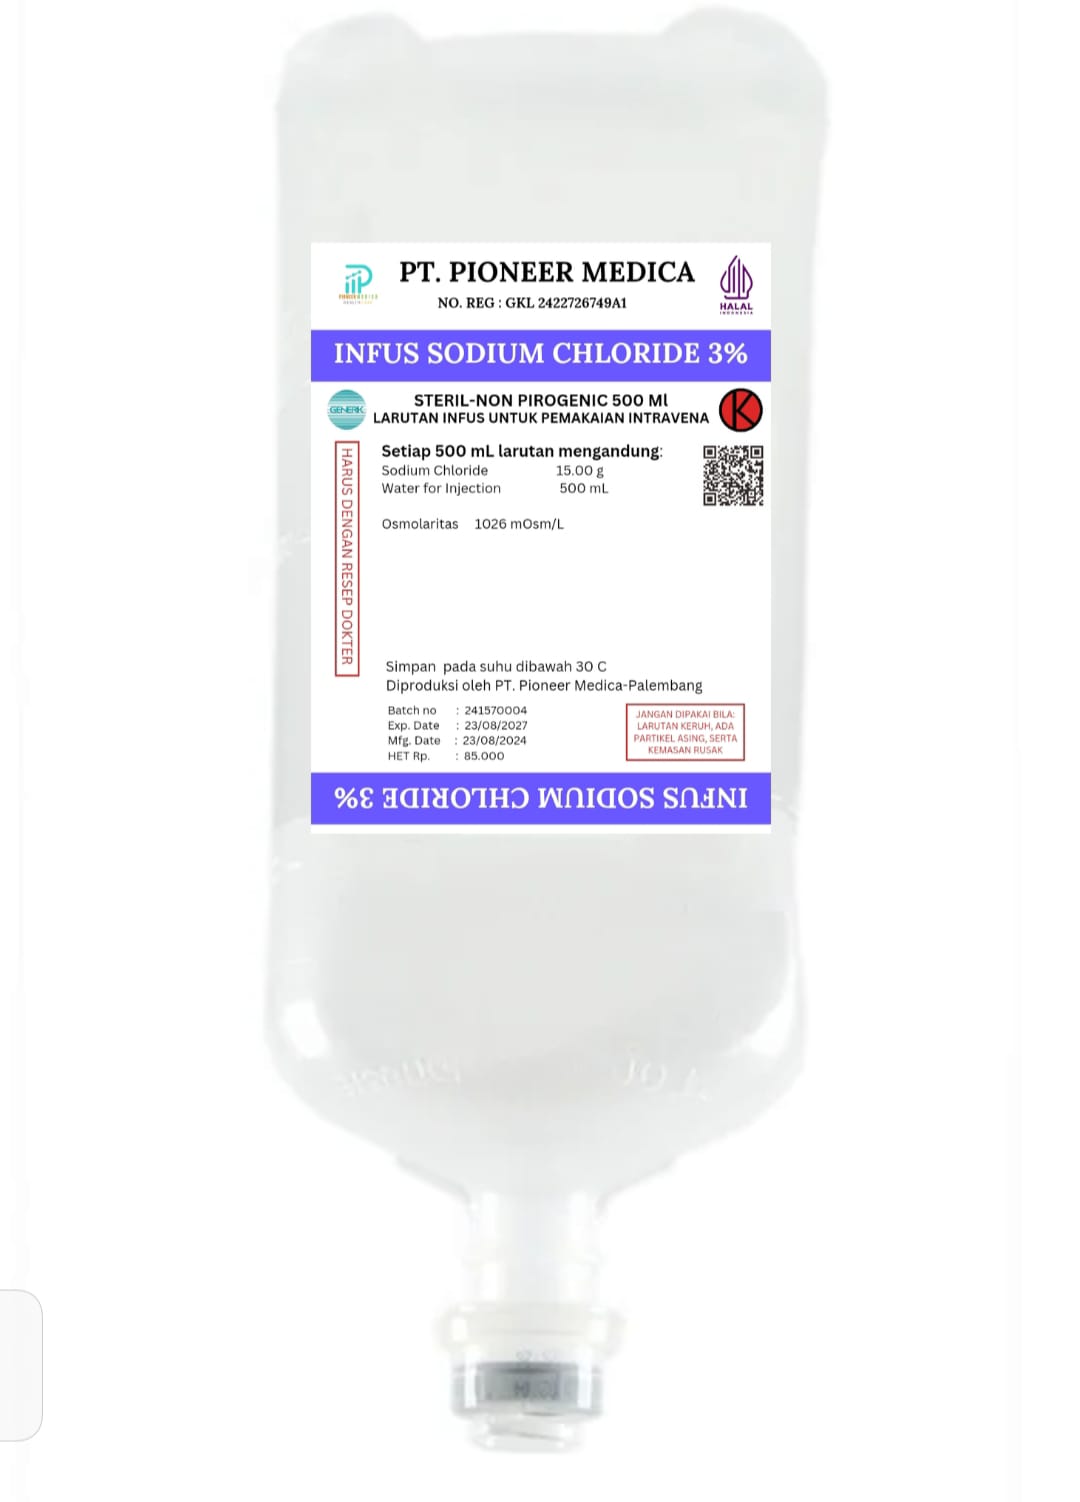 PT. PIONEER MEDICA
NO. REG : GKL 2422726749A1
HALAL
INDONESIA
INFUS SODIUM CHLORIDE 3%
GENERIK
STERIL-NON PIROGENIC 500 Ml
LARUTAN INFUS UNTUK PEMAKAIAN INTRAVENA
K
HARUS DENGAN RESEP DOKTER
Setiap 500 mL larutan mengandung:
Sodium Chloride 15.00 g
Water for Injection 500 mL
Osmolaritas 1026 mOsm/L
Simpan pada suhu dibawah 30 C
Diproduksi oleh PT. Pioneer Medica-Palembang
Batch no : 241570004
Exp. Date : 23/08/2027
Mfg. Date : 23/08/2024
HET Rp. : 85.000
JANGAN DIPAKAI BILA:
LARUTAN KERUH, ADA
PARTIKEL ASING, SERTA
KEMASAN RUSAK
INFUS SODIUM CHLORIDE 3%